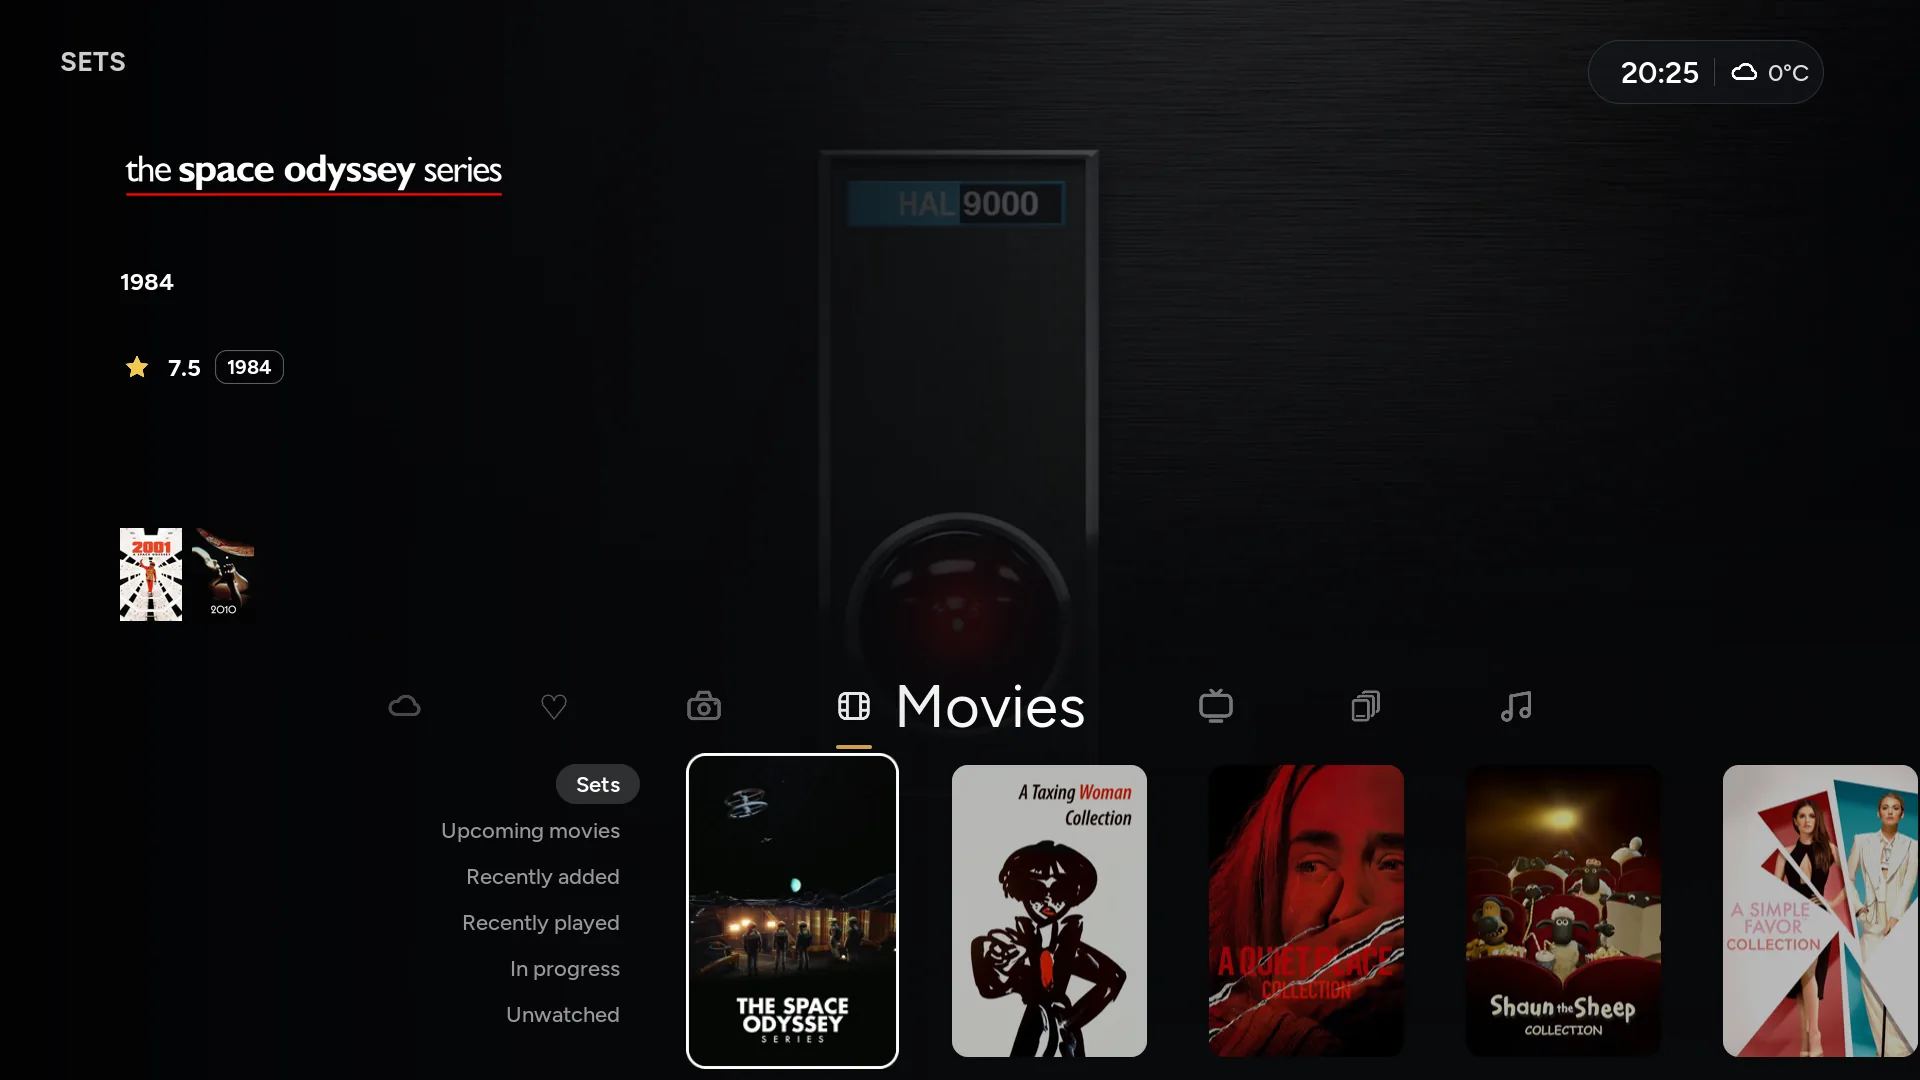 SETS
20:25
0°C
the space odyssey series
HAL 9000
1984
7.5
1984
2001
A SPACE ODYSSEY
2010
Movies
Sets
Upcoming movies
Recently added
Recently played
In progress
Unwatched
THE SPACE
ODYSSEY
SERIES
A Taxing Woman
Collection
A QUIET PLACE
COLLECTION
Shaun the Sheep
COLLECTION
A SIMPLE
FAVOR
COLLECTION